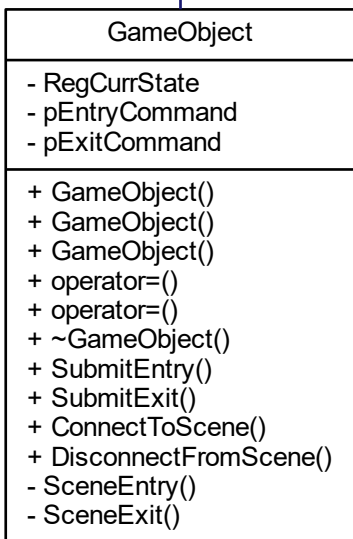 GameObject
- RegCurrState
- pEntryCommand
- pExitCommand
+ GameObject()
+ GameObject()
+ GameObject()
+ operator=()
+ operator=()
+ ~GameObject()
+ SubmitEntry()
+ SubmitExit()
+ ConnectToScene()
+ DisconnectFromScene()
- SceneEntry()
- SceneExit()